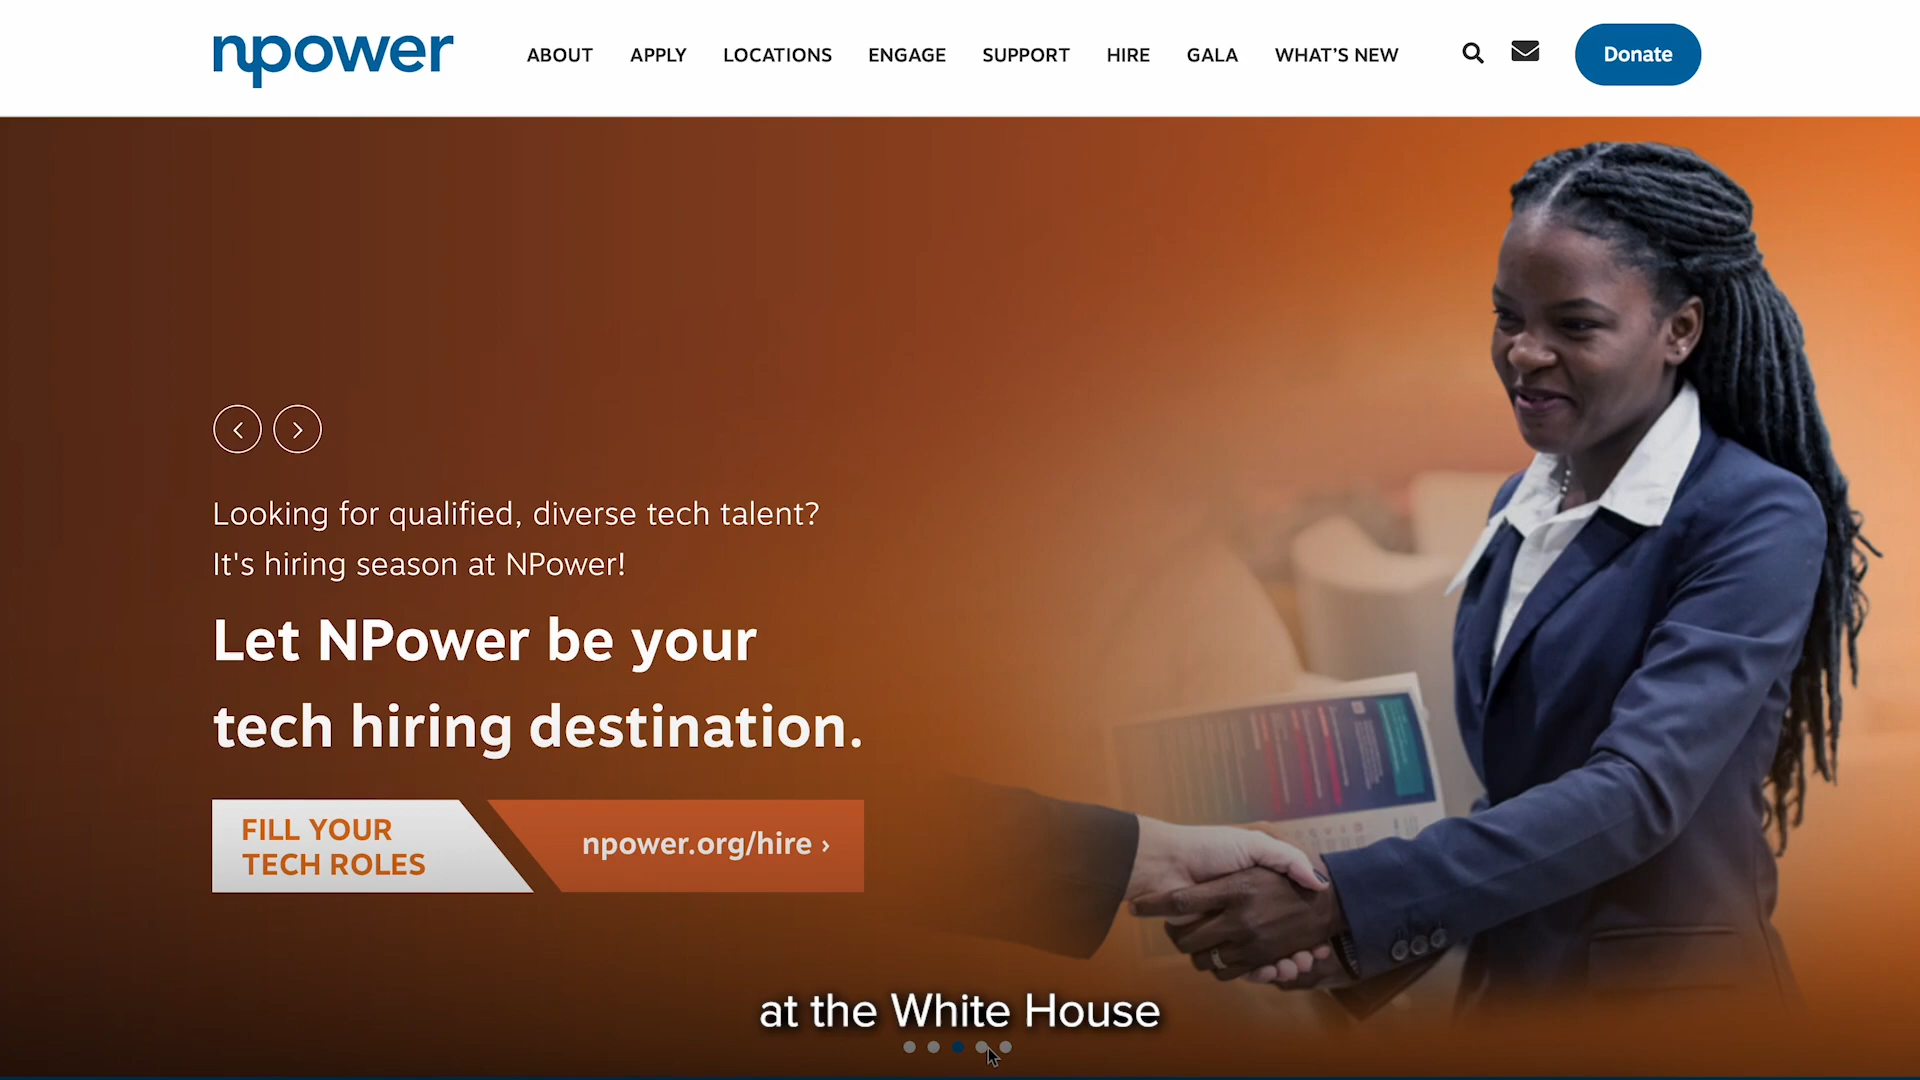 npower
ABOUT APPLY LOCATIONS ENGAGE SUPPORT HIRE GALA WHAT'S NEW Donate
Looking for qualified, diverse tech talent?
It's hiring season at NPower!
Let NPower be your
tech hiring destination.
FILL YOUR
TECH ROLES
npower.org/hire ›
at the White House